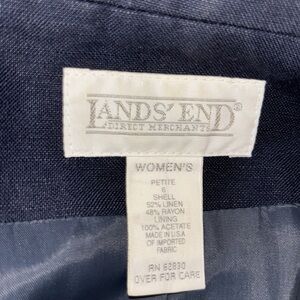 LANDS' END®
DIRECT MERCHANTS
WOMEN'S
PETITE
6
SHELL
52% LINEN
48% RAYON
LINING
100% ACETATE
MADE IN U.S.A
OF IMPORTED
FABRIC
RN 62830
OVER FOR CARE